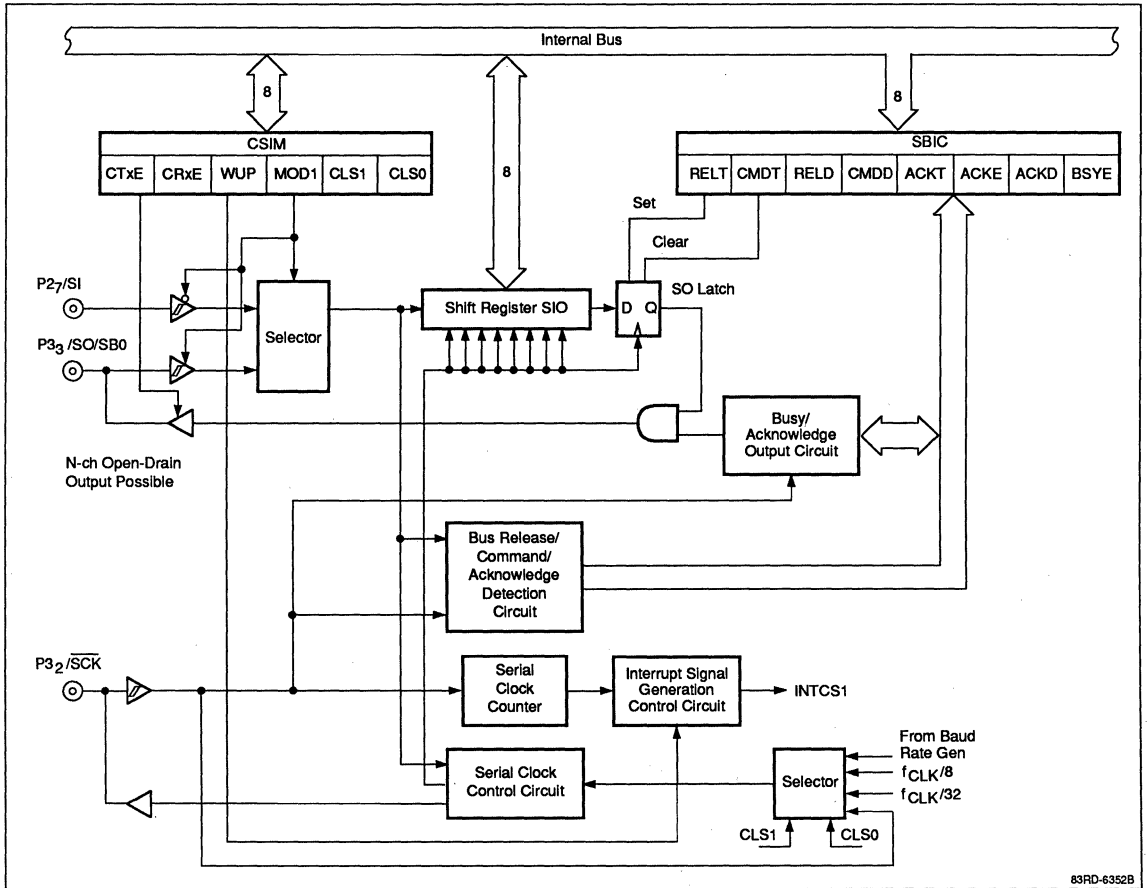 Internal Bus
8
8
8
CSIM
CTxE CRxE WUP MOD1 CLS1 CLS0
SBIC
RELT CMDT RELD CMDD ACKT ACKE ACKD BSYE
Set
Clear
P27/SI
P33/SO/SB0
Selector
Shift Register SIO
D Q
SO Latch
N-ch Open-Drain
Output Possible
Busy/
Acknowledge
Output Circuit
Bus Release/
Command/
Acknowledge
Detection
Circuit
P32/S̅C̅K̅
Serial
Clock
Counter
Interrupt Signal
Generation
Control Circuit
INTCS1
Serial Clock
Control Circuit
Selector
From Baud
Rate Gen
fCLK/8
fCLK/32
CLS1
CLS0
83RD-6352B